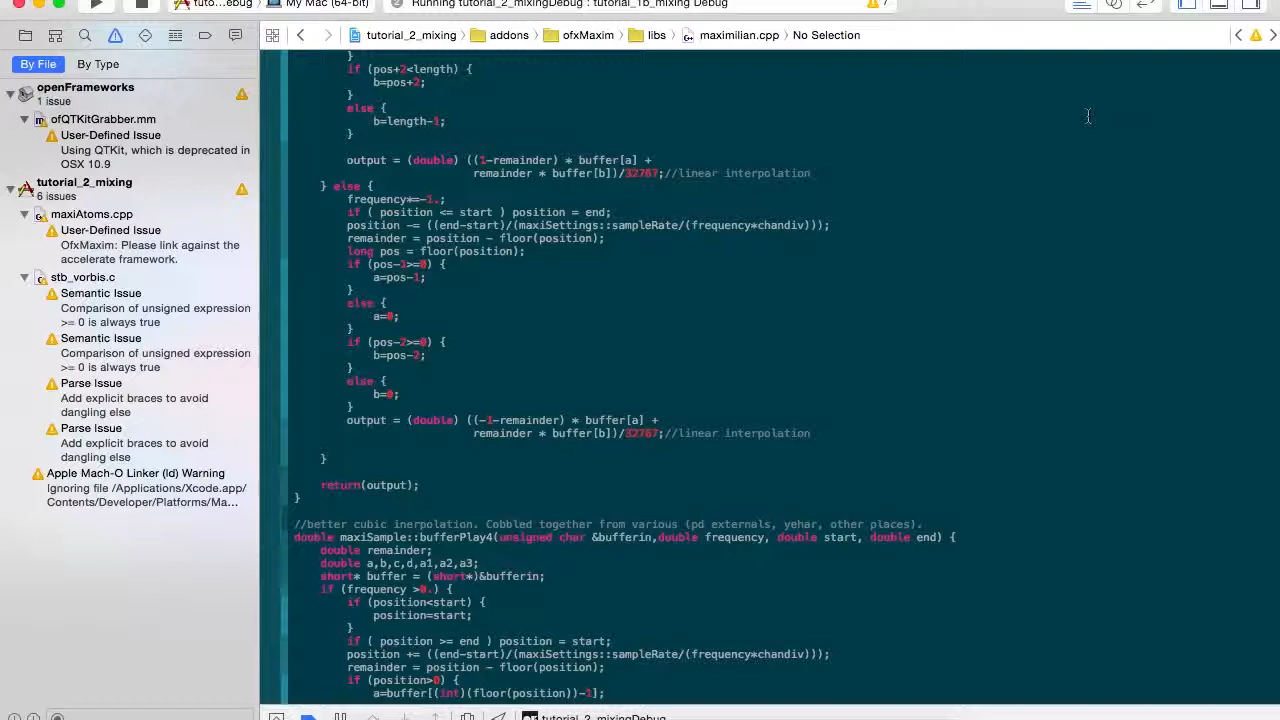 tuto...ebug
My Mac (64-bit)
Running tutorial_2_mixingDebug : tutorial_1b_mixing Debug
7
tutorial_2_mixing
addons
ofxMaxim
libs
maximilian.cpp
No Selection
By File
By Type
openFrameworks
1 issue
ofQTKitGrabber.mm
User-Defined Issue
Using QTKit, which is deprecated in
OSX 10.9
tutorial_2_mixing
6 issues
maxiAtoms.cpp
User-Defined Issue
OfxMaxim: Please link against the
accelerate framework.
stb_vorbis.c
Semantic Issue
Comparison of unsigned expression
>= 0 is always true
Semantic Issue
Comparison of unsigned expression
>= 0 is always true
Parse Issue
Add explicit braces to avoid
dangling else
Parse Issue
Add explicit braces to avoid
dangling else
Apple Mach-O Linker (ld) Warning
Ignoring file /Applications/Xcode.app/
Contents/Developer/Platforms/Ma...
}
if (pos+2<length) {
b=pos+2;
}
else {
b=length-1;
}
output = (double) ((1-remainder) * buffer[a] +
remainder * buffer[b])/32767;//linear interpolation
} else {
frequency*=-1.;
if ( position <= start ) position = end;
position -= ((end-start)/(maxiSettings::sampleRate/(frequency*chandiv)));
remainder = position - floor(position);
long pos = floor(position);
if (pos-1>=0) {
a=pos-1;
}
else {
a=0;
}
if (pos-2>=0) {
b=pos-2;
}
else {
b=0;
}
output = (double) ((-1-remainder) * buffer[a] +
remainder * buffer[b])/32767;//linear interpolation
}
return(output);
}
//better cubic inerpolation. Cobbled together from various (pd externals, yehar, other places).
double maxiSample::bufferPlay4(unsigned char &bufferin,double frequency, double start, double end) {
double remainder;
double a,b,c,d,a1,a2,a3;
short* buffer = (short*)&bufferin;
if (frequency >0.) {
if (position<start) {
position=start;
}
if ( position >= end ) position = start;
position += ((end-start)/(maxiSettings::sampleRate/(frequency*chandiv)));
remainder = position - floor(position);
if (position>0) {
a=buffer[(int)(floor(position))-1];
tutorial_2_mixingDebug